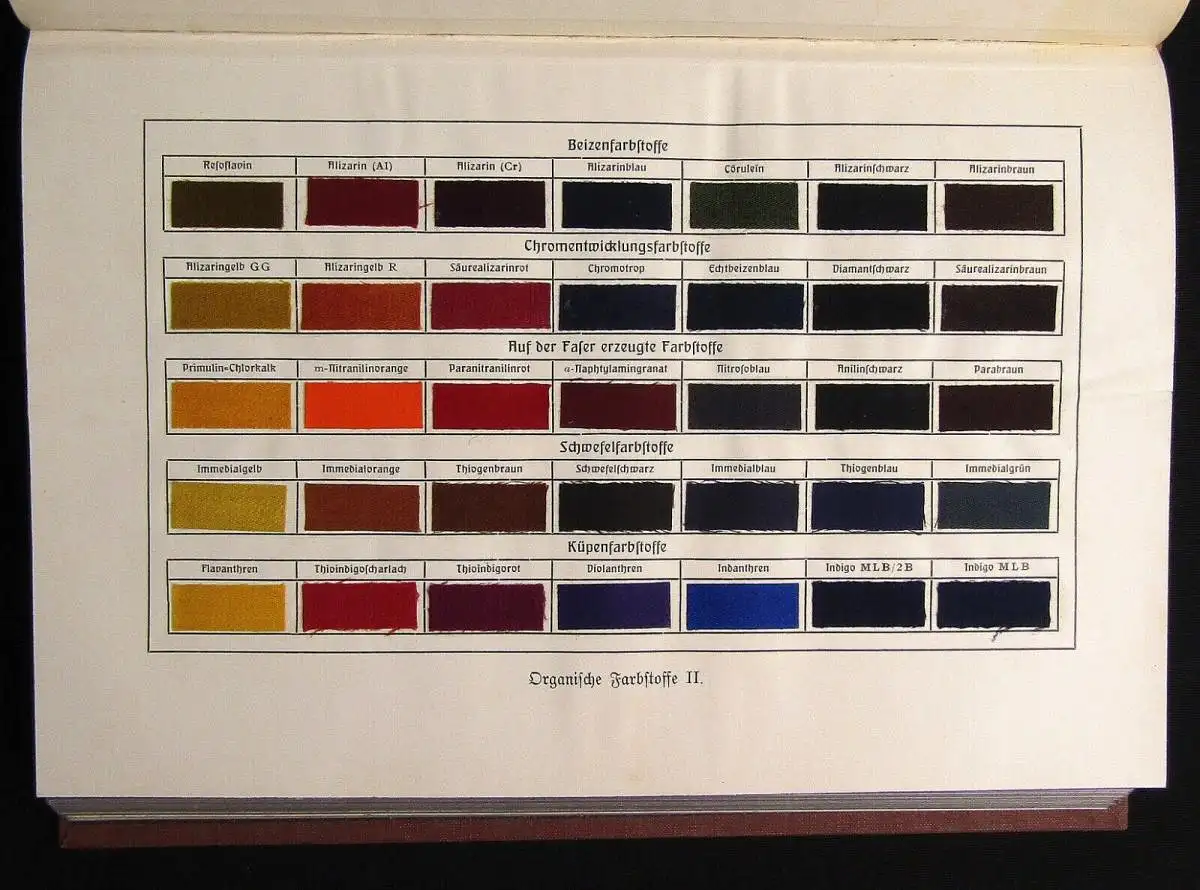 Beizenfarbſtoffe
Reſoflavin Alizarin (Al) Alizarin (Cr) Alizarinblau Cörulein Alizarinſchwarz Alizarinbraun
Chromentwicklungsfarbſtoffe
Alizaringelb GG Alizaringelb R Säurealizarinrot Chromotrop Echtbeizenblau Diamantſchwarz Säurealizarinbraun
Auf der Faſer erzeugte Farbſtoffe
Primulin=Chlorkalk m-Nitranilinorange Paranitranilinrot α-Naphtylamingranat Nitroſoblau Anilinſchwarz Parabraun
Schwefelfarbſtoffe
Immedialgelb Immedialorange Thiogenbraun Schwefelſchwarz Immedialblau Thiogenblau Immedialgrün
Küpenfarbſtoffe
Flavanthren Thioindigoſcharlach Thioindigorot Violanthren Indanthren Indigo MLB/2B Indigo MLB
Organiſche Farbſtoffe II.